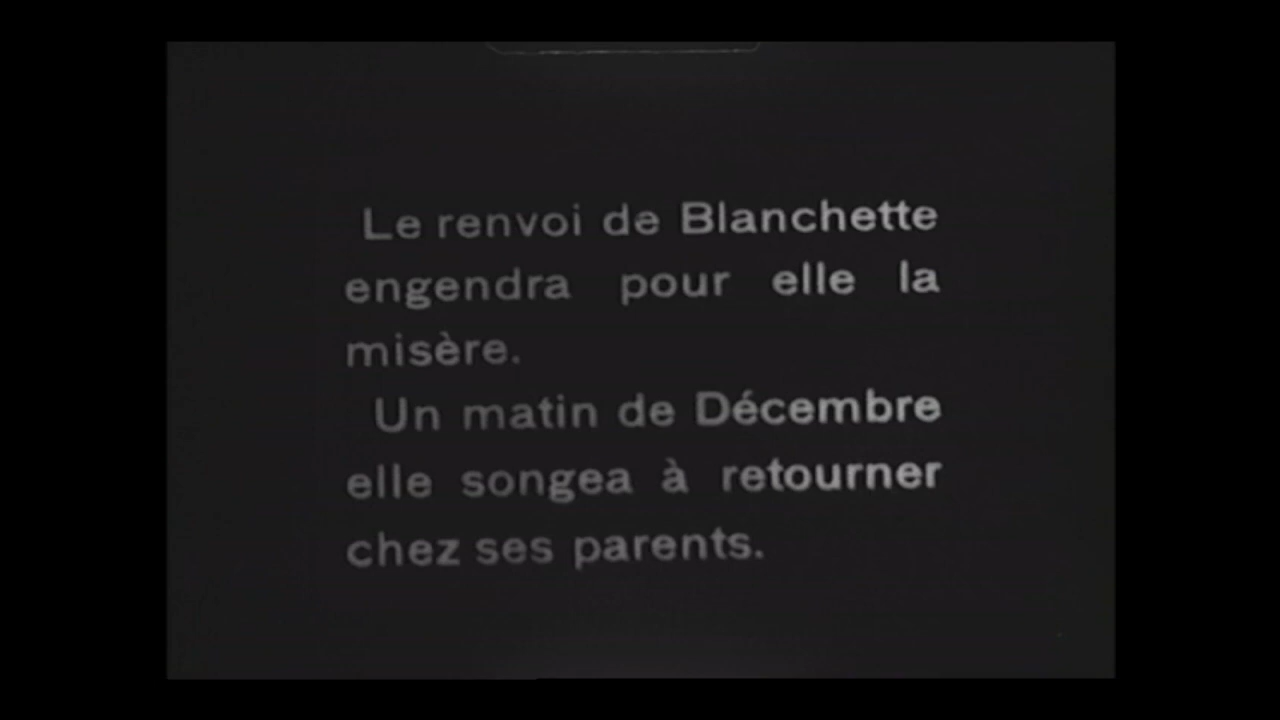 Le renvoi de Blanchette
engendra pour elle la
misère.
Un matin de Décembre
elle songea à retourner
chez ses parents.